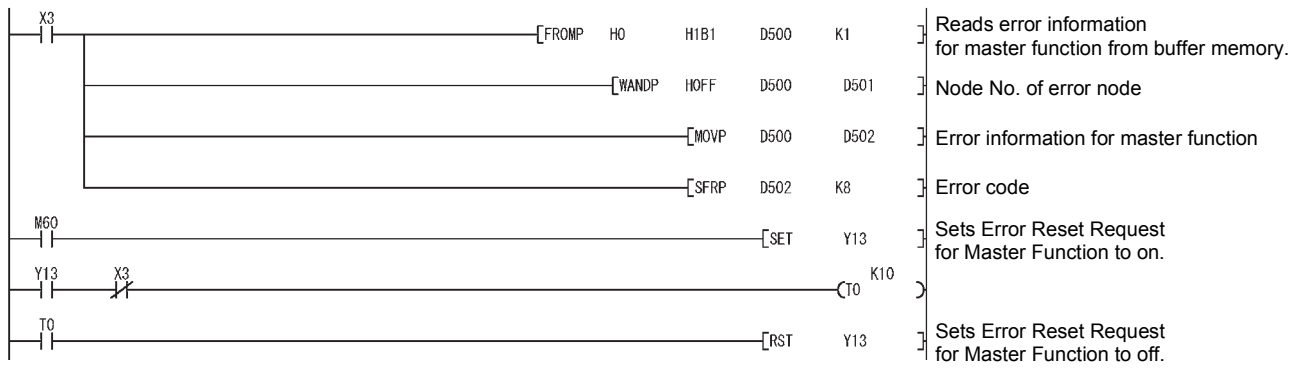 X3
[FROMP H0 H1B1 D500 K1 ]
Reads error information
for master function from buffer memory.
[WANDP H0FF D500 D501 ]
Node No. of error node
[MOVP D500 D502 ]
Error information for master function
[SFRP D502 K8 ]
Error code
M60
[SET Y13 ]
Sets Error Reset Request
for Master Function to on.
Y13 X3 K10
(T0 )
T0
[RST Y13 ]
Sets Error Reset Request
for Master Function to off.